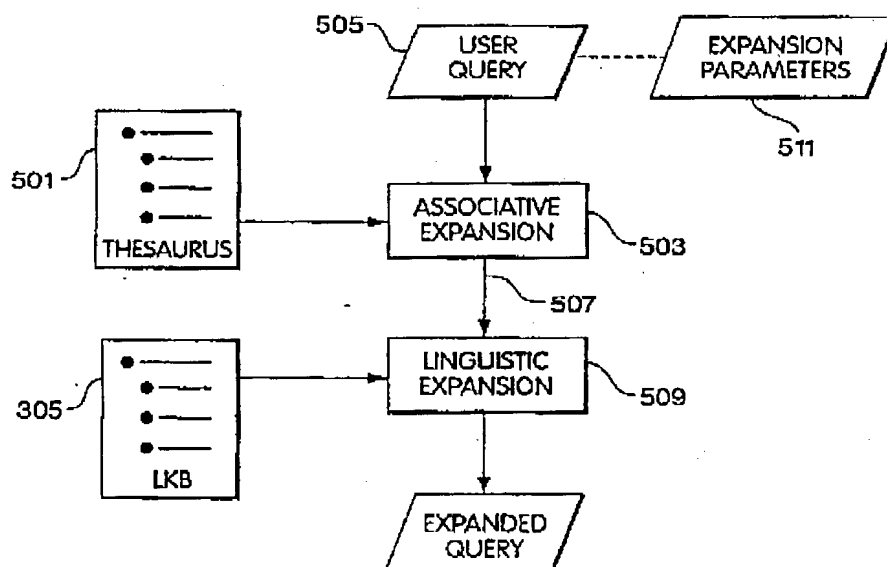 505
USER
QUERY
EXPANSION
PARAMETERS
511
501
THESAURUS
ASSOCIATIVE
EXPANSION
503
507
305
LKB
LINGUISTIC
EXPANSION
509
EXPANDED
QUERY